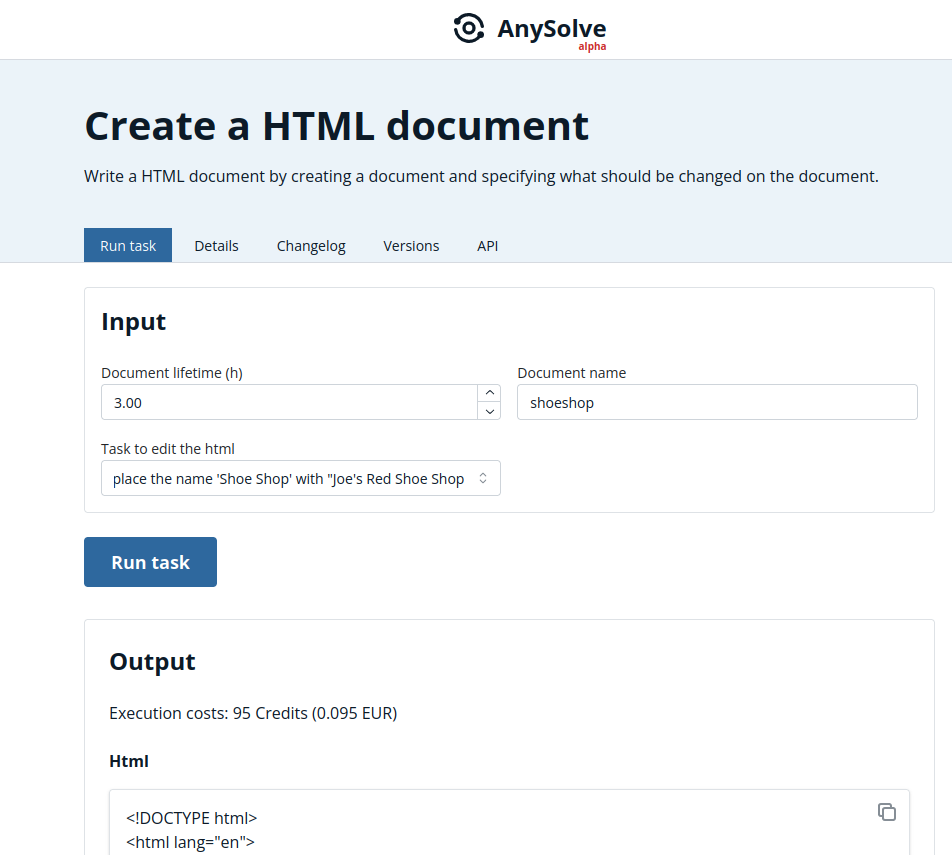 AnySolve
alpha
Create a HTML document
Write a HTML document by creating a document and specifying what should be changed on the document.
Run task Details Changelog Versions API
Input
Document lifetime (h) Document name
3.00 shoeshop
Task to edit the html
place the name 'Shoe Shop' with "Joe's Red Shoe Shop
Run task
Output
Execution costs: 95 Credits (0.095 EUR)
Html
<!DOCTYPE html>
<html lang="en">